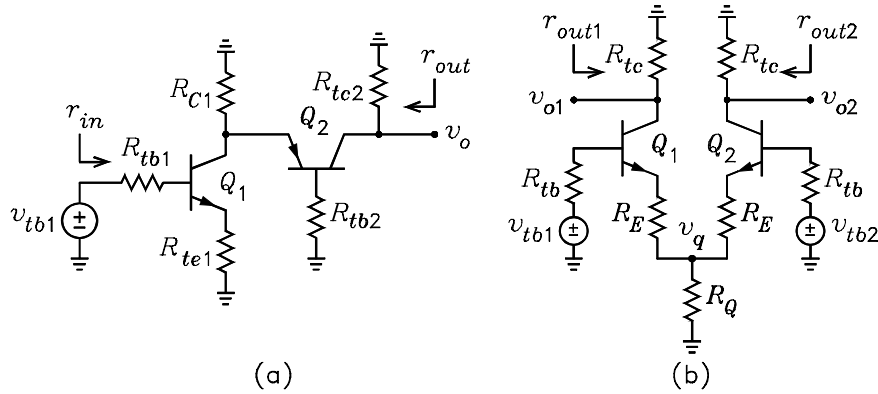 r_in
R_tb1
v_tb1
R_C1
Q_1
R_te1
Q_2
R_tb2
R_tc2
r_out
v_o
(a)
r_out1
R_tc
R_tc
r_out2
v_o1
v_o2
Q_1
Q_2
R_tb
R_tb
v_tb1
R_E
R_E
v_tb2
v_q
R_Q
(b)